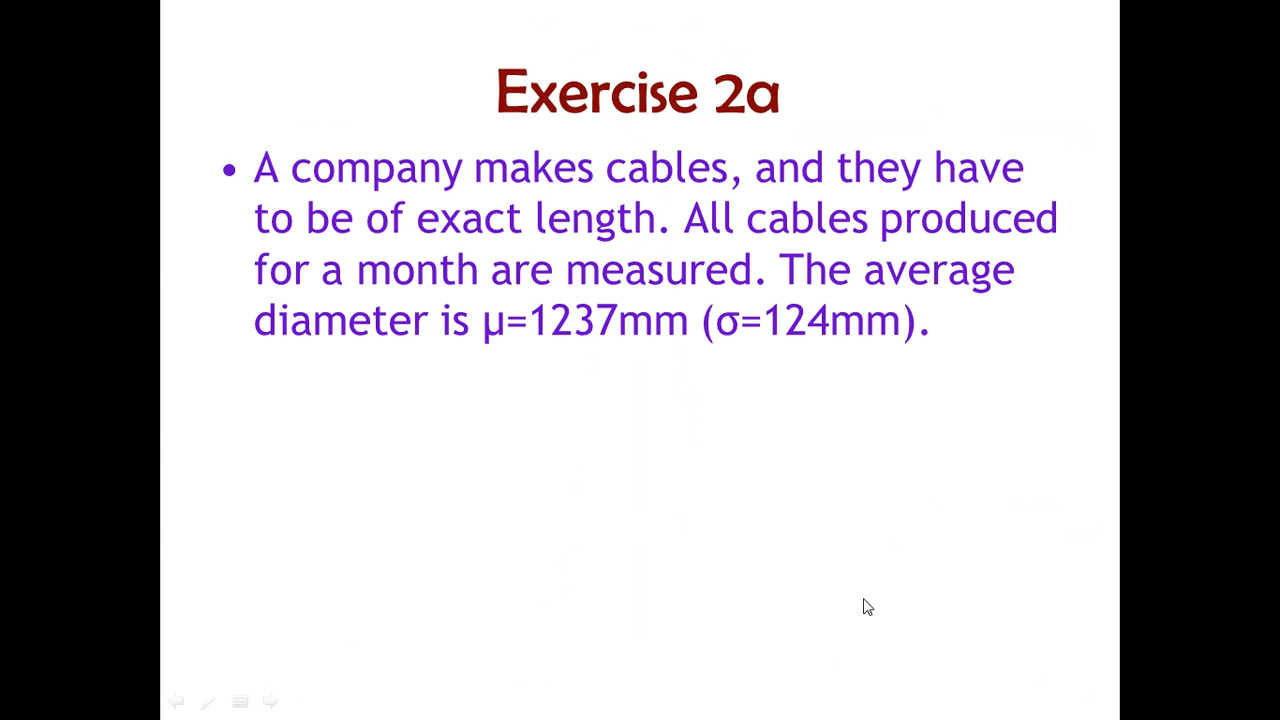 Exercise 2a
• A company makes cables, and they have
to be of exact length. All cables produced
for a month are measured. The average
diameter is μ=1237mm (σ=124mm).